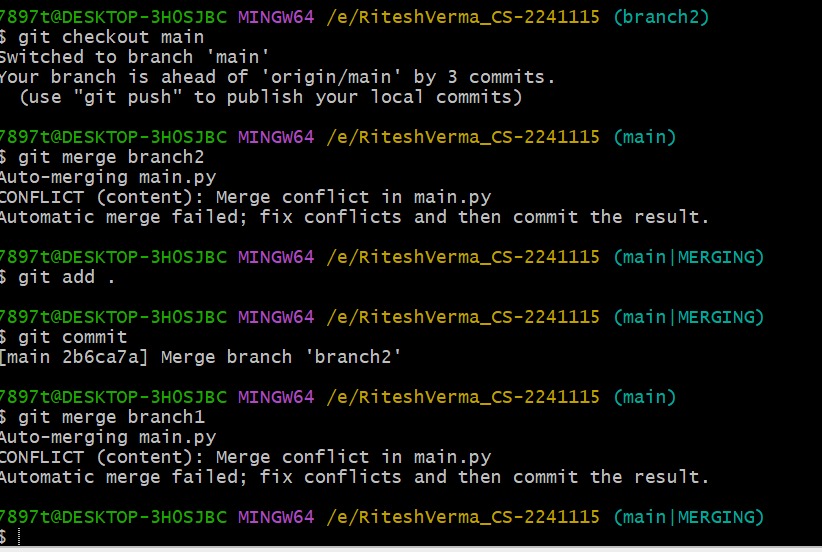 7897t@DESKTOP-3HOSJBC MINGW64 /e/RiteshVerma_CS-2241115 (branch2)
$ git checkout main
Switched to branch 'main'
Your branch is ahead of 'origin/main' by 3 commits.
  (use "git push" to publish your local commits)

7897t@DESKTOP-3HOSJBC MINGW64 /e/RiteshVerma_CS-2241115 (main)
$ git merge branch2
Auto-merging main.py
CONFLICT (content): Merge conflict in main.py
Automatic merge failed; fix conflicts and then commit the result.

7897t@DESKTOP-3HOSJBC MINGW64 /e/RiteshVerma_CS-2241115 (main|MERGING)
$ git add .

7897t@DESKTOP-3HOSJBC MINGW64 /e/RiteshVerma_CS-2241115 (main|MERGING)
$ git commit
[main 2b6ca7a] Merge branch 'branch2'

7897t@DESKTOP-3HOSJBC MINGW64 /e/RiteshVerma_CS-2241115 (main)
$ git merge branch1
Auto-merging main.py
CONFLICT (content): Merge conflict in main.py
Automatic merge failed; fix conflicts and then commit the result.

7897t@DESKTOP-3HOSJBC MINGW64 /e/RiteshVerma_CS-2241115 (main|MERGING)
$